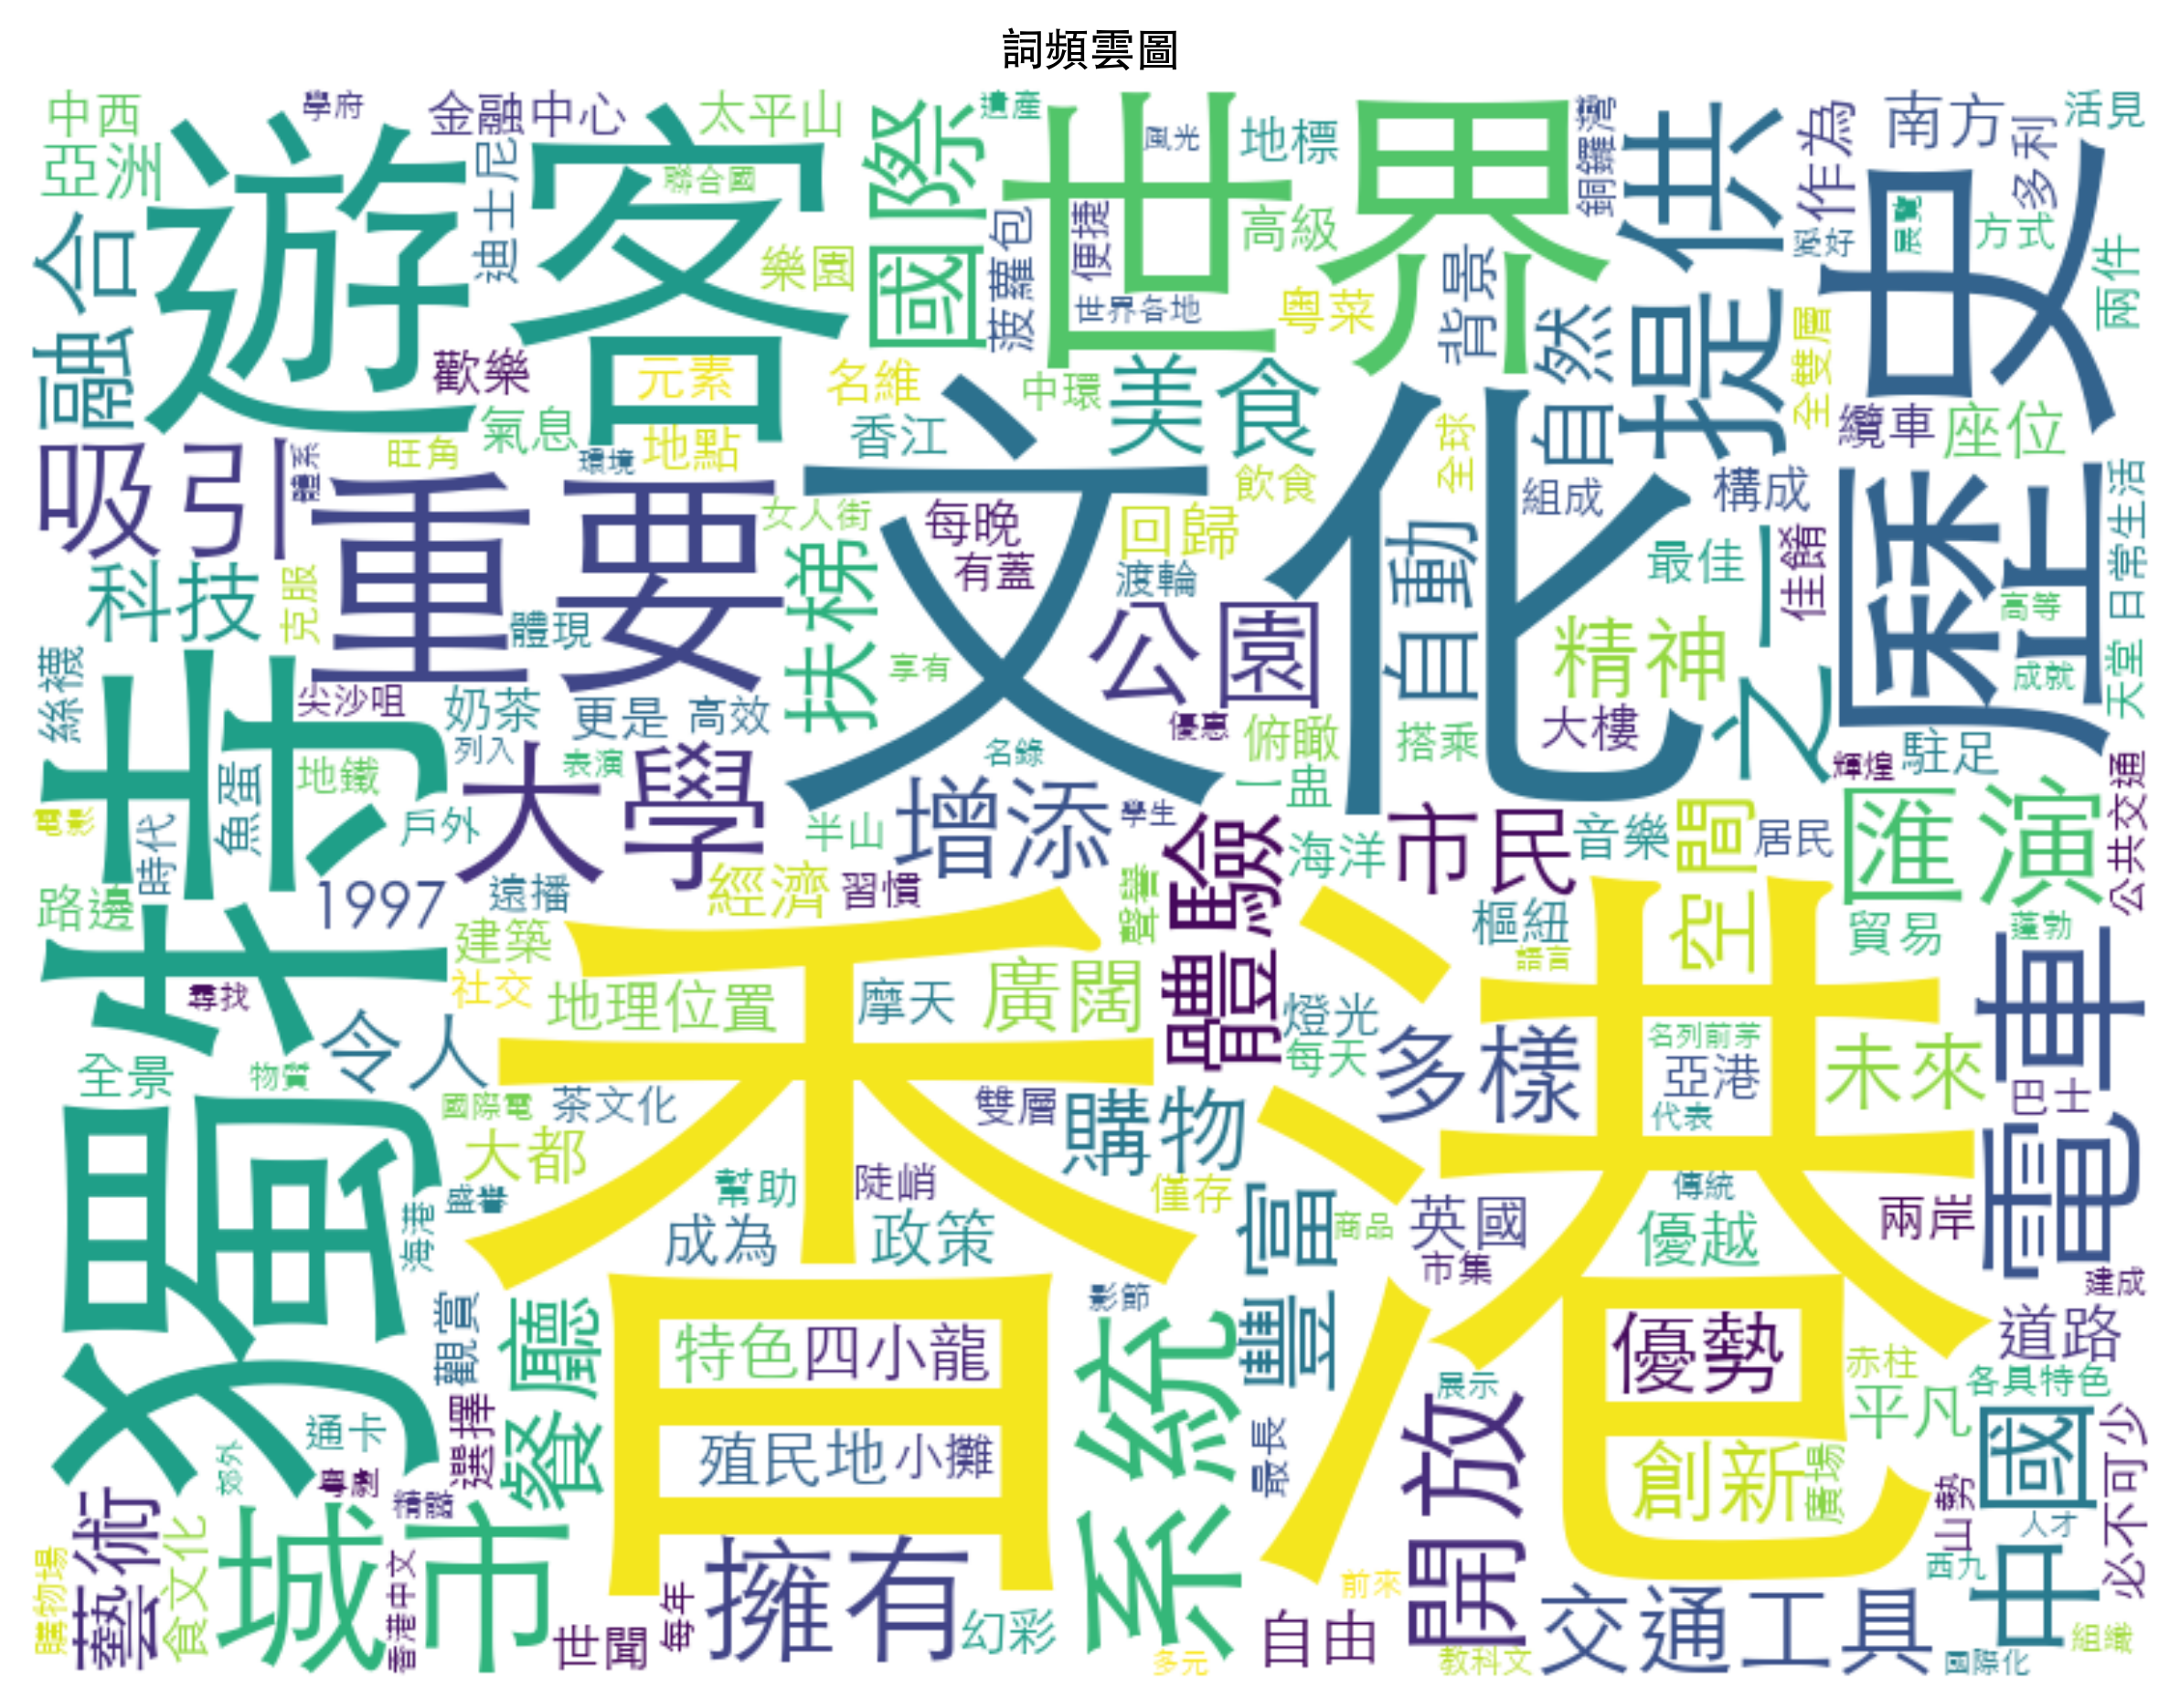 詞頻雲圖
中西
學府
金融中心
太平山
遺產
國際
世界
風光
地標
銅鑼灣
提供
作為
南方
多利
活見
亞洲
遊客
迪士尼
聯合國
高級
便捷
菠蘿包
世界各地
愛好
展覽
方式
歷史
兩件
融合
樂園
粵菜
背景
自然
全雙層
歡樂
元素
名維
中環
美食
纜車
座位
氣息
地點
香江
旺角
環境
吸引
體系
重要
文化
飲食
全球
組成
構成
日常生活
女人街
每晚
有蓋
回歸
渡輪
自動
最佳
之一
佳餚
高等
科技
克服
體現
扶梯
公園
精神
成就
天堂
絲襪
獨特
尖沙咀
奶茶
更是
高效
享有
優惠
俯瞰
搭乘
大樓
駐足
輝煌
列入
表演
名錄
一盅
地鐵
魚蛋
大學
增添
學生
體驗
海洋
市民
音樂
空間
居民
匯演
公共交通
電影
時代
戶外
半山
路邊
1997
遠播
經濟
習慣
聲譽
樞紐
貿易
蓬勃
建築
香港
語言
尋找
社交
地理位置
摩天
廣闊
燈光
每天
多樣
名列前茅
亞港
未來
電車
令人
全景
物質
國際電
茶文化
雙層
購物
代表
巴士
大都
幫助
陡峭
僅存
傳統
盛事
海港
成為
政策
豐富
商品
英國
優越
兩岸
市集
建成
觀賞
餐廳
影節
特色
四小龍
系統
優勢
道路
赤柱
展示
各具特色
平凡
選擇
通卡
郊外
殖民地
小攤
最長
開放
創新
廣場
中國
必不可少
山勢
人才
藝術
城市
西九
購物場
食文化
香港中文
世聞
每年
擁有
幻彩
前來
自由
交通工具
多元
教科文
國際化
組織